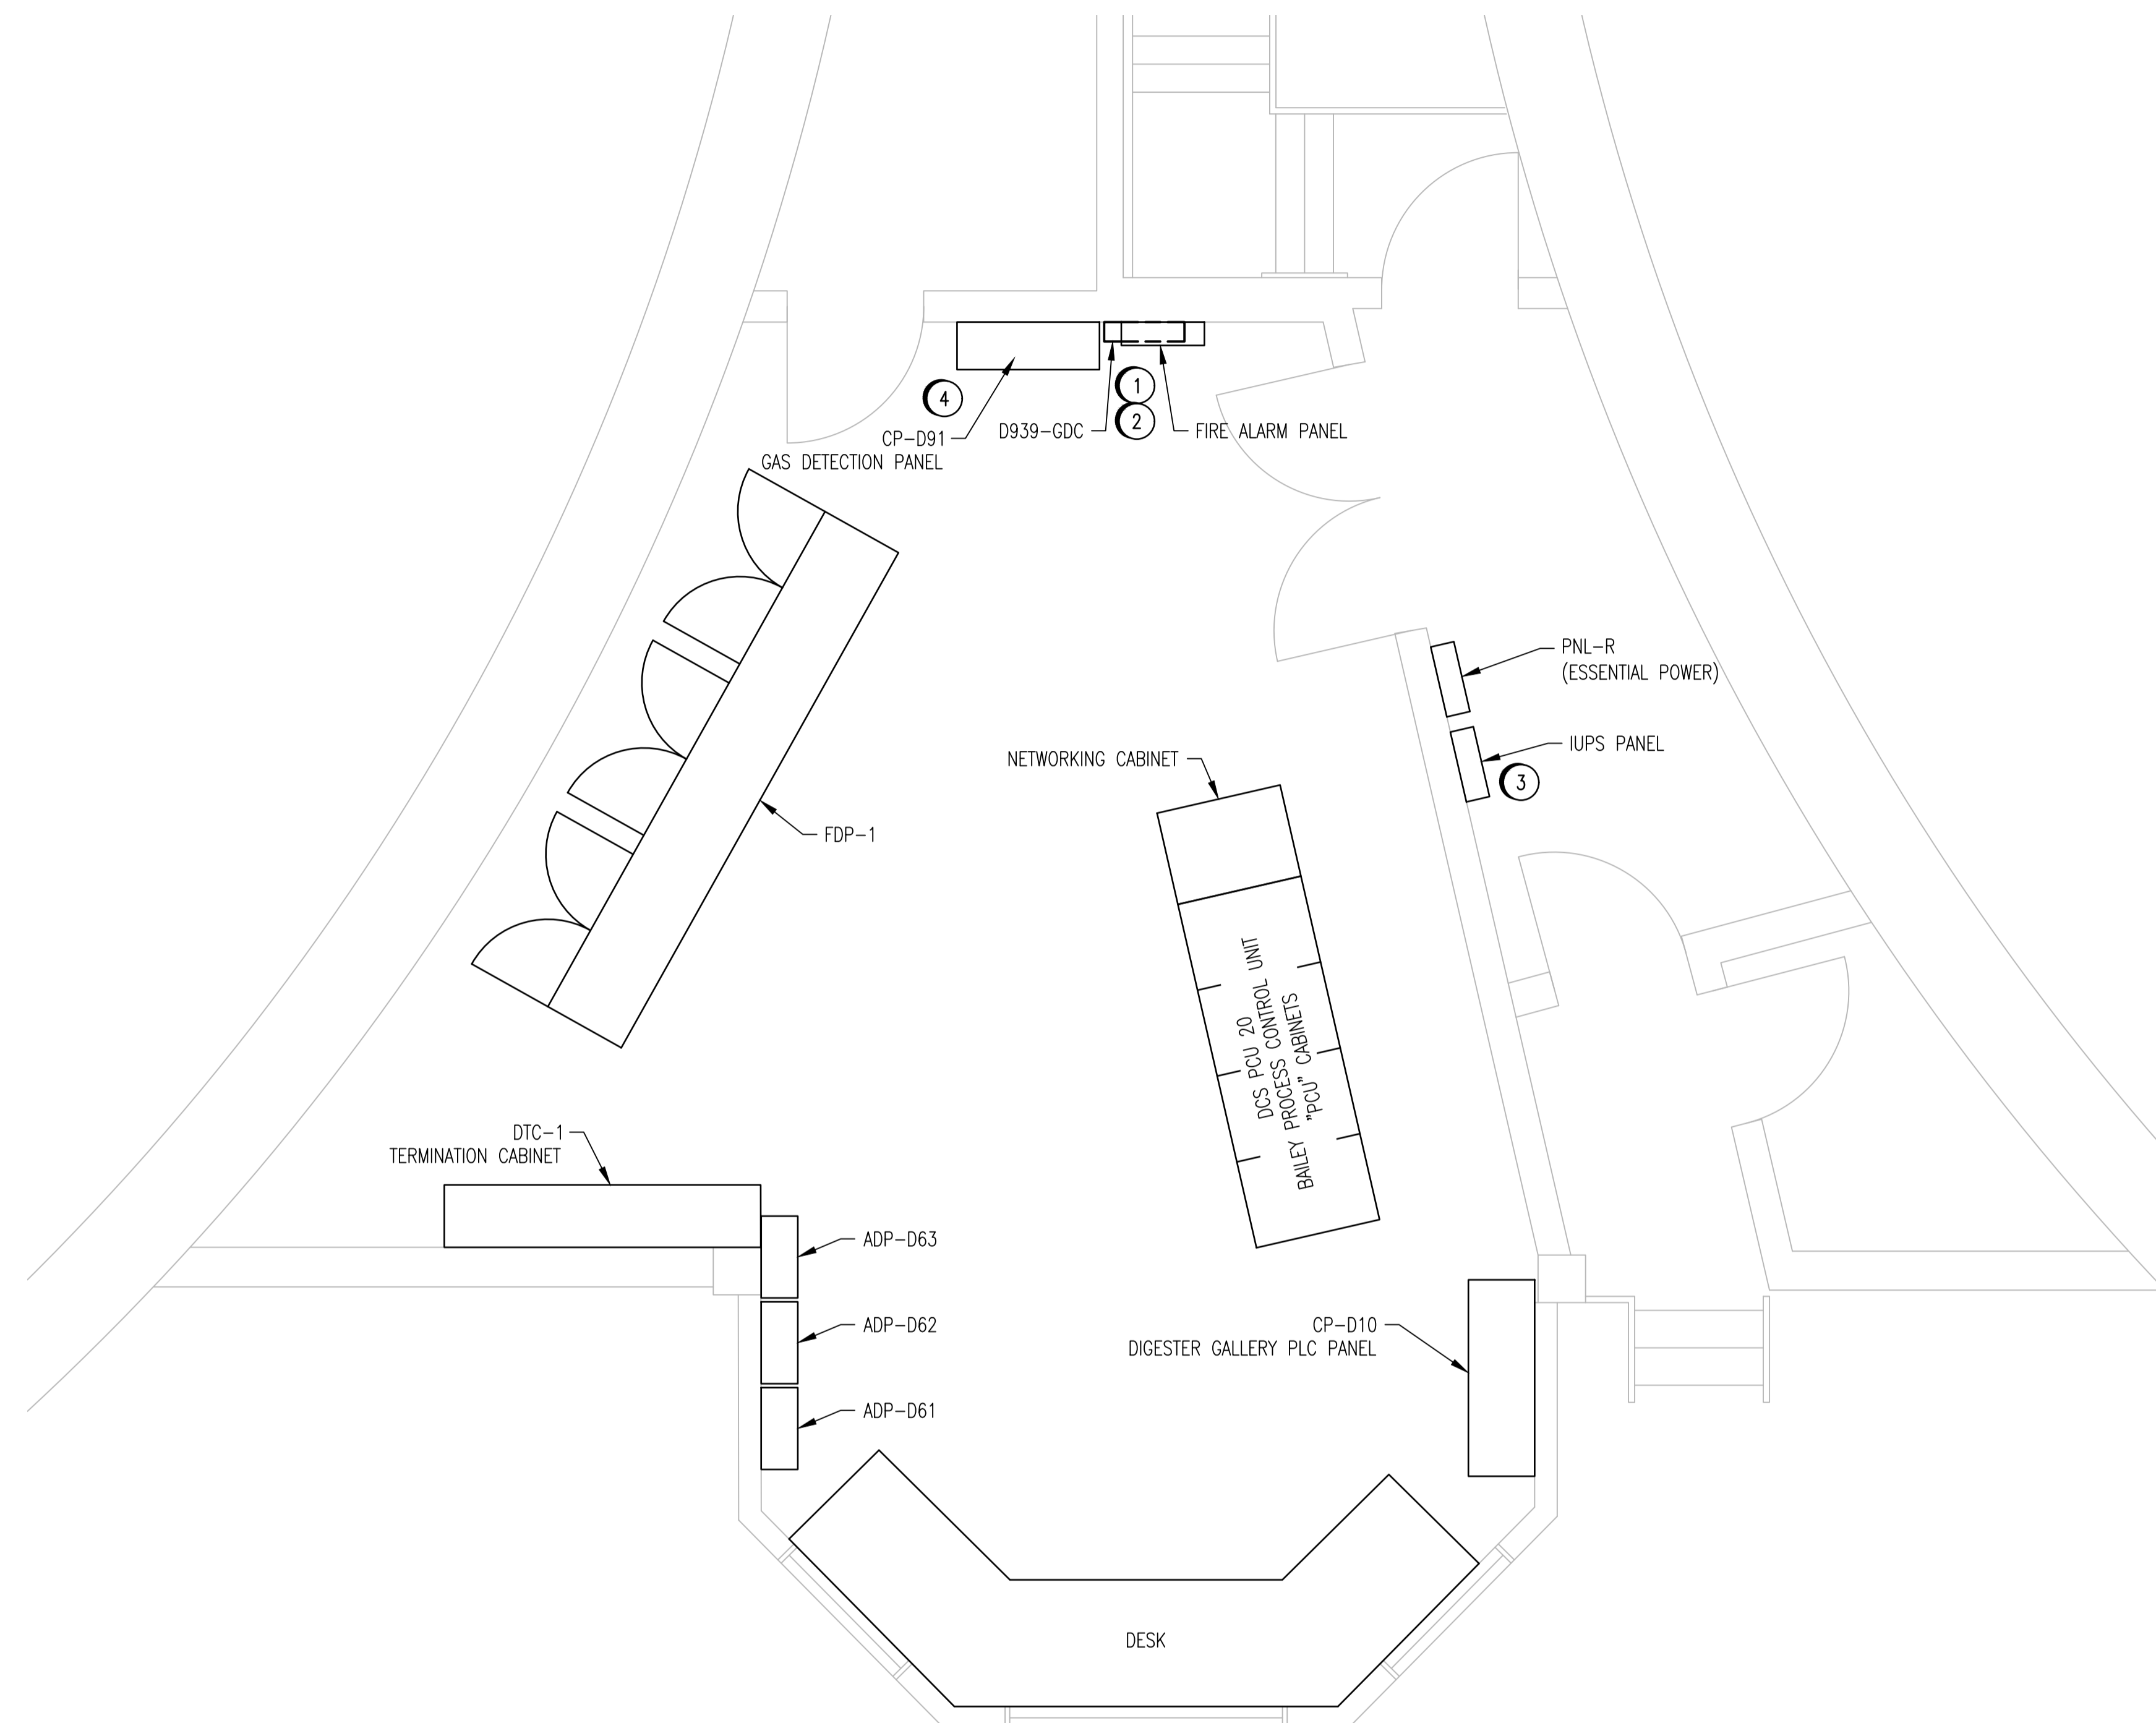 1
4
2
D939-GDC
FIRE ALARM PANEL
CP-D91
GAS DETECTION PANEL
PNL-R
(ESSENTIAL POWER)
IUPS PANEL
3
NETWORKING CABINET
FDP-1
DCS PCU 20
BAILEY PROCESS CONTROL UNIT
"PCU" CABINETS
DTC-1
TERMINATION CABINET
ADP-D63
ADP-D62
CP-D10
DIGESTER GALLERY PLC PANEL
ADP-D61
DESK